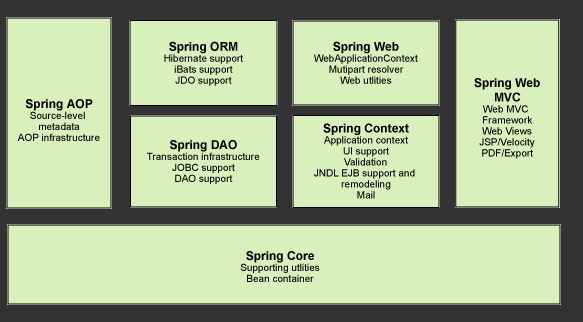 Spring AOP
Source-level
metadata
AOP infrastructure
Spring ORM
Hibernate support
iBats support
JDO support
Spring DAO
Transaction infrastructure
JOBC support
DAO support
Spring Web
WebApplicationContext
Mutipart resolver
Web utlities
Spring Context
Application context
UI support
Validation
JNDL EJB support and
remodeling
Mail
Spring Web
MVC
Web MVC
Framework
Web Views
JSP/Velocity
PDF/Export
Spring Core
Supporting utlities
Bean container